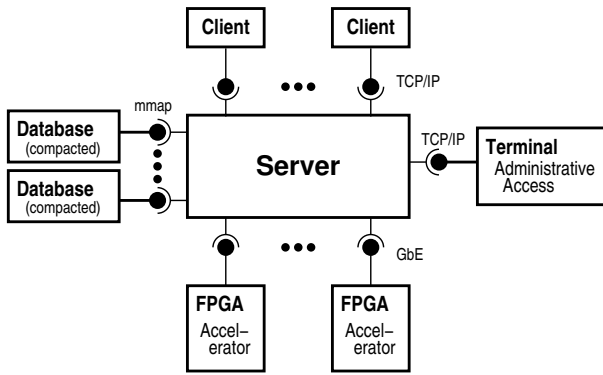 Client
Client
TCP/IP
mmap
Database
(compacted)
Database
(compacted)
Server
TCP/IP
Terminal
Administrative
Access
GbE
FPGA
Accel–
erator
FPGA
Accel–
erator